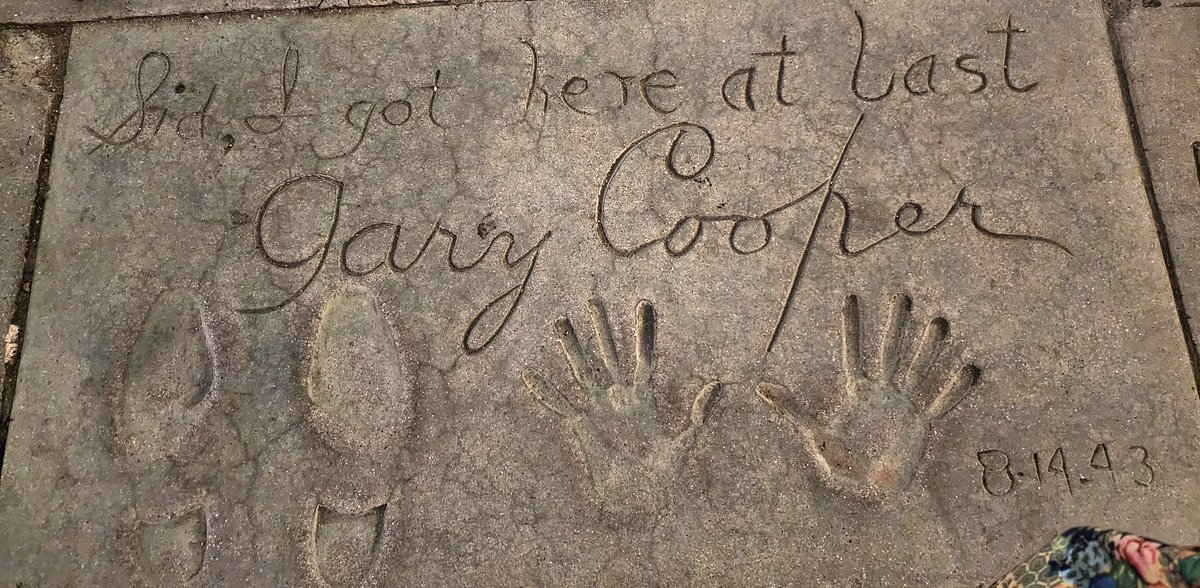 Sid, I got here at last
Gary Cooper
8.14.43